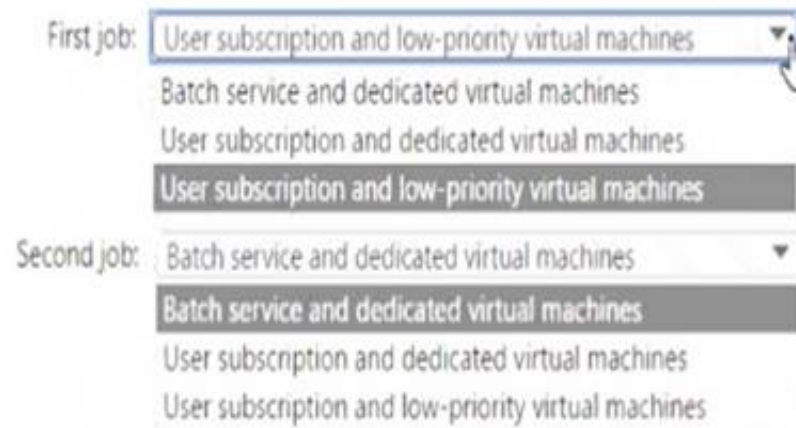 First job: User subscription and low-priority virtual machines
Batch service and dedicated virtual machines
User subscription and dedicated virtual machines
User subscription and low-priority virtual machines
Second job: Batch service and dedicated virtual machines
Batch service and dedicated virtual machines
User subscription and dedicated virtual machines
User subscription and low-priority virtual machines